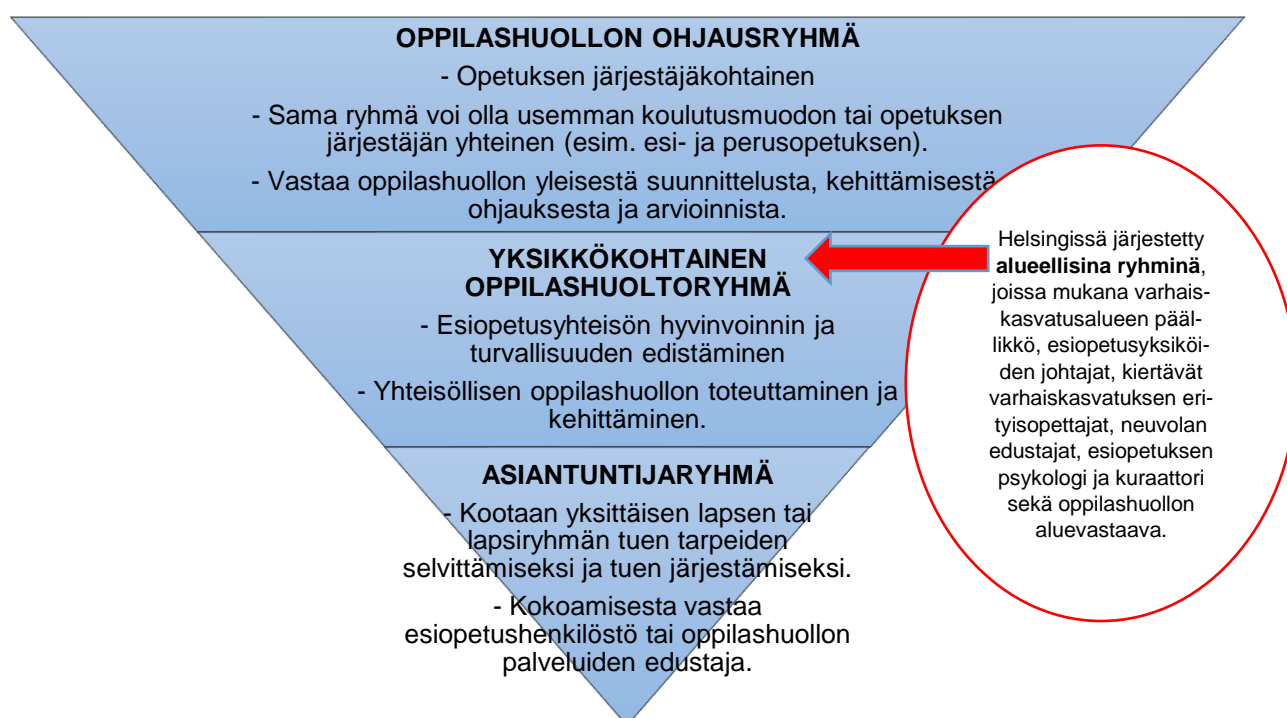 OPPILASHUOLLON OHJAUSRYHMÄ
- Opetuksen järjestäjäkohtainen
- Sama ryhmä voi olla usemman koulutusmuodon tai opetuksen
järjestäjän yhteinen (esim. esi- ja perusopetuksen).
- Vastaa oppilashuollon yleisestä suunnittelusta, kehittämisestä
ohjauksesta ja arvioinnista.
YKSIKKÖKOHTAINEN
OPPILASHUOLTORYHMÄ
- Esiopetusyhteisön hyvinvoinnin ja
turvallisuuden edistäminen
- Yhteisöllisen oppilashuollon toteuttaminen ja
kehittäminen.
ASIANTUNTIJARYHMÄ
- Kootaan yksittäisen lapsen tai
lapsiryhmän tuen tarpeiden
selvittämiseksi ja tuen järjestämiseksi.
- Kokoamisesta vastaa
esiopetushenkilöstö tai oppilashuollon
palveluiden edustaja.
Helsingissä järjestetty
alueellisina ryhminä,
joissa mukana varhais-
kasvatusalueen pääl-
likkö, esiopetusyksiköi-
den johtajat, kiertävät
varhaiskasvatuksen eri-
tyisopettajat, neuvolan
edustajat, esiopetuksen
psykologi ja kuraattori
sekä oppilashuollon
aluevastaava.